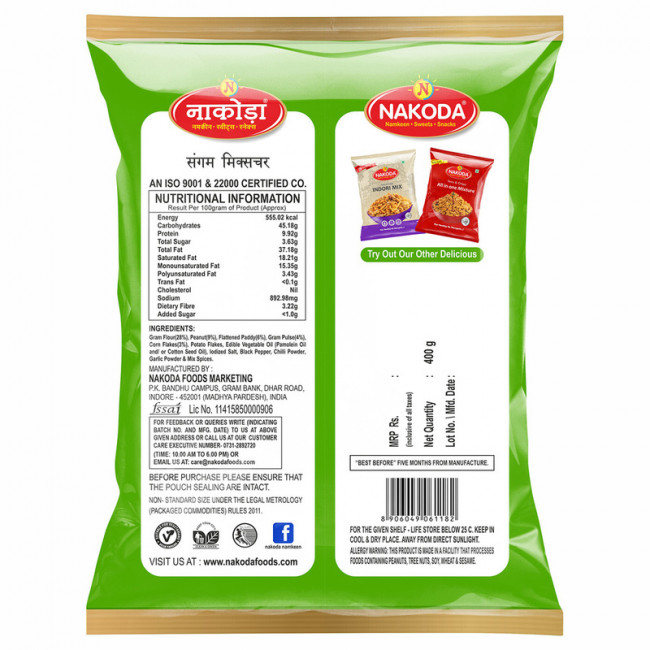 नाकोड़ा
नमकीन • स्वीट्स • स्नेक्स
संगम मिक्सचर
AN ISO 9001 & 22000 CERTIFIED CO.
NUTRITIONAL INFORMATION
Result Per 100gram of Product (Approx)
Energy 555.02 kcal
Carbohydrates 45.18g
Protein 9.92g
Total Sugar 3.63g
Total Fat 37.18g
Saturated Fat 18.21g
Monounsaturated Fat 15.35g
Polyunsaturated Fat 3.43g
Trans Fat <0.1g
Cholesterol Nil
Sodium 892.98mg
Dietary Fibre 3.22g
Added Sugar <1.0g
INGREDIENTS:
Gram Flour(28%), Peanut(9%), Flattened Paddy(6%), Gram Pulse(4%),
Corn Flakes(3%), Potato Flakes, Edible Vegetable Oil (Pamolein Oil
and/ or Cotton Seed Oil), Iodized Salt, Black Pepper, Chilli Powder,
Garlic Powder & Mix Spices.
MANUFACTURED BY :
NAKODA FOODS MARKETING
P.K. BANDHU CAMPUS, GRAM BANK, DHAR ROAD,
INDORE - 452001 (MADHYA PARDESH), INDIA
fssai Lic No. 11415850000906
FOR FEEDBACK OR QUERIES WRITE (INDICATING
BATCH NO. AND MFG. DATE) TO US AT ABOVE
GIVEN ADDRESS OR CALL US AT OUR CUSTOMER
CARE EXECUTIVE NUMBER- 0731-2892720
(TIME: 10.00 AM TO 6.00 PM) OR
EMAIL US AT: care@nakodafoods.com
BEFORE PURCHASE PLEASE ENSURE THAT
THE POUCH SEALING ARE INTACT.
NON- STANDARD SIZE UNDER THE LEGAL METROLOGY
(PACKAGED COMMODITIES) RULES 2011.
f
nakoda namkeen
VISIT US AT : www.nakodafoods.com
N
NAKODA®
Namkeen • Sweets • Snacks
NAKODA
INDORI MIX
NAKODA
All in one Mixture
Try Out Our Other Delicious
MRP Rs. :
(inclusive of all taxes)
Net Quantity : 400 g
Lot No. \ Mfd. Date :
"BEST BEFORE" FIVE MONTHS FROM MANUFACTURE.
8 906049 061182
FOR THE GIVEN SHELF - LIFE STORE BELOW 25 C. KEEP IN
COOL & DRY PLACE. AWAY FROM DIRECT SUNLIGHT.
ALLERGY WARNING: THIS PRODUCT IS MADE IN A FACILITY THAT PROCESSES
FOODS CONTAINING PEANUTS, TREE NUTS, SOY, WHEAT & SESAME.